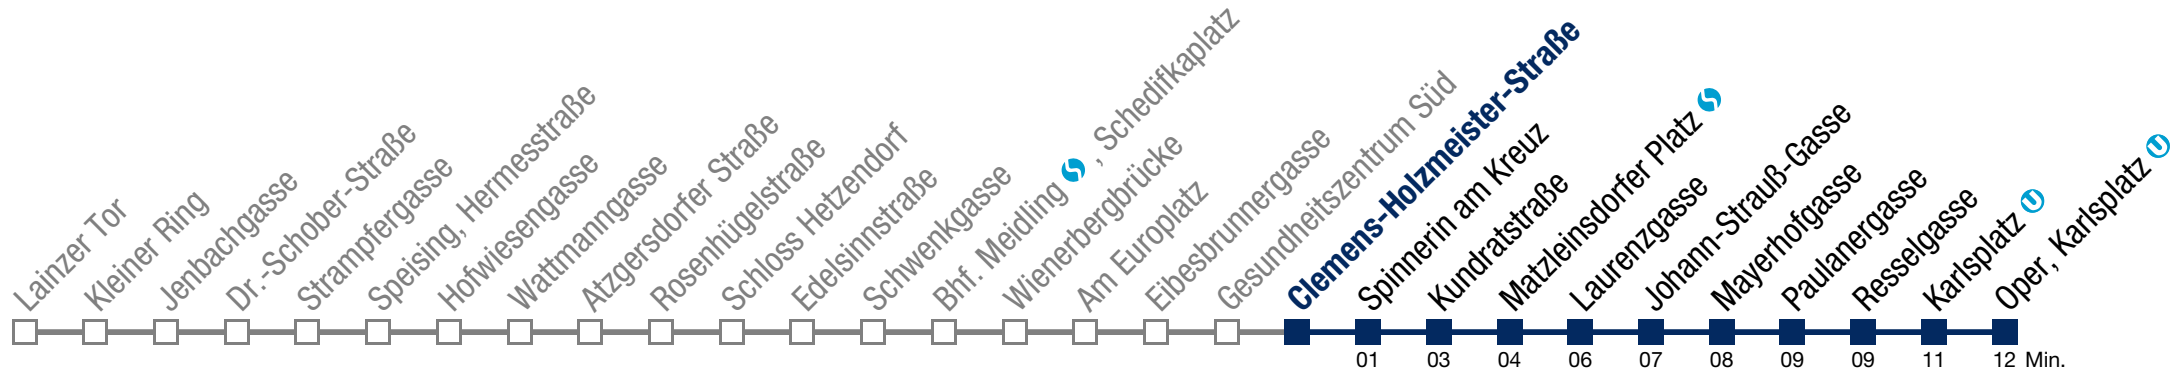 Lainzer Tor
Kleiner Ring
Jenbachgasse
Dr.-Schober-Straße
Strampfergasse
Speising, Hermesstraße
Hofwiesengasse
Wattmanngasse
Atzgersdorfer Straße
Rosenhügelstraße
Schloss Hetzendorf
Edelsinnstraße
Schwenkgasse
Bhf. Meidling S, Schedifkaplatz
Wienerbergbrücke
Am Europlatz
Eibesbrunnergasse
Gesundheitszentrum Süd
Clemens-Holzmeister-Straße
Spinnerin am Kreuz
Kundratstraße
Matzleinsdorfer Platz S
Laurenzgasse
Johann-Strauß-Gasse
Mayerhofgasse
Paulanergasse
Resselgasse
Karlsplatz U
Oper, Karlsplatz U
01 03 04 06 07 08 09 09 11 12 Min.